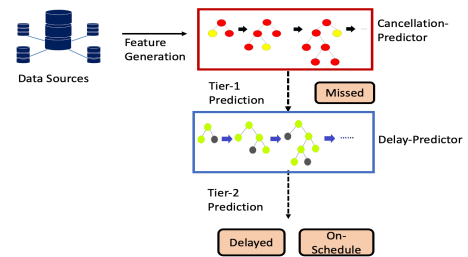 Cancellation-
Predictor
Feature
Generation
Data Sources
Tier-1
Prediction
Missed
Delay-Predictor
......
Tier-2
Prediction
Delayed
On-
Schedule